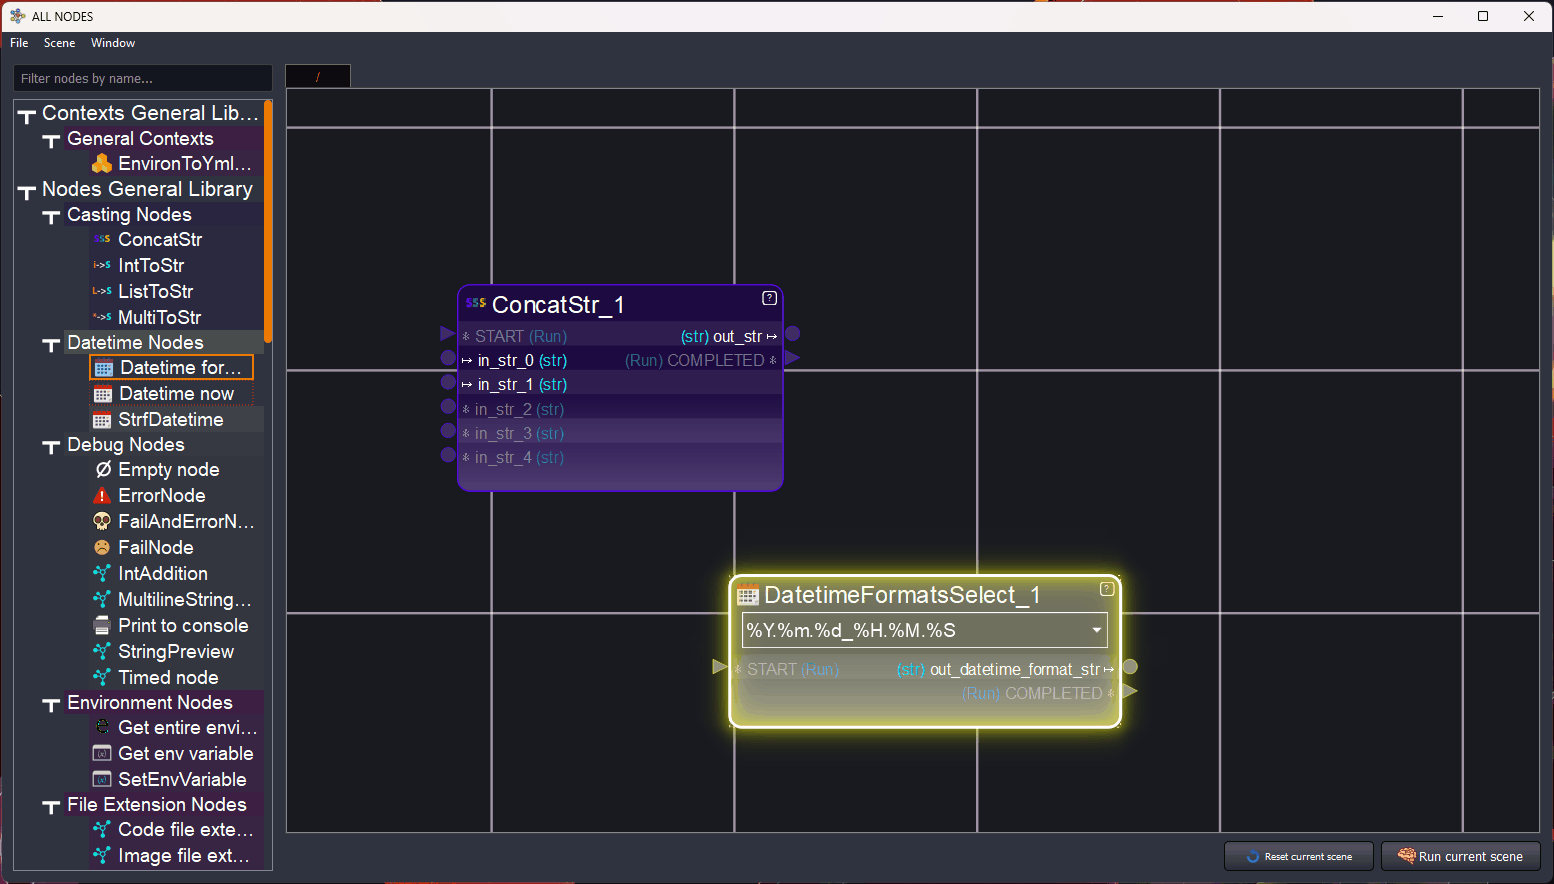 ALL NODES
File Scene Window
Filter nodes by name...
/
Contexts General Lib...
General Contexts
EnvironToYml...
Nodes General Library
Casting Nodes
SSS ConcatStr
i->S IntToStr
L->S ListToStr
*->S MultiToStr
Datetime Nodes
Datetime for...
Datetime now
StrfDatetime
Debug Nodes
Empty node
ErrorNode
FailAndErrorN...
FailNode
IntAddition
MultilineString...
Print to console
StringPreview
Timed node
Environment Nodes
Get entire envi...
Get env variable
SetEnvVariable
File Extension Nodes
Code file exte...
Image file ext...
SSS ConcatStr_1 ?
* START (Run) (str) out_str ↦
↦ in_str_0 (str) (Run) COMPLETED *
↦ in_str_1 (str)
* in_str_2 (str)
* in_str_3 (str)
* in_str_4 (str)
DatetimeFormatsSelect_1 ?
%Y.%m.%d_%H.%M.%S
* START (Run) (str) out_datetime_format_str ↦
(Run) COMPLETED *
Reset current scene
Run current scene